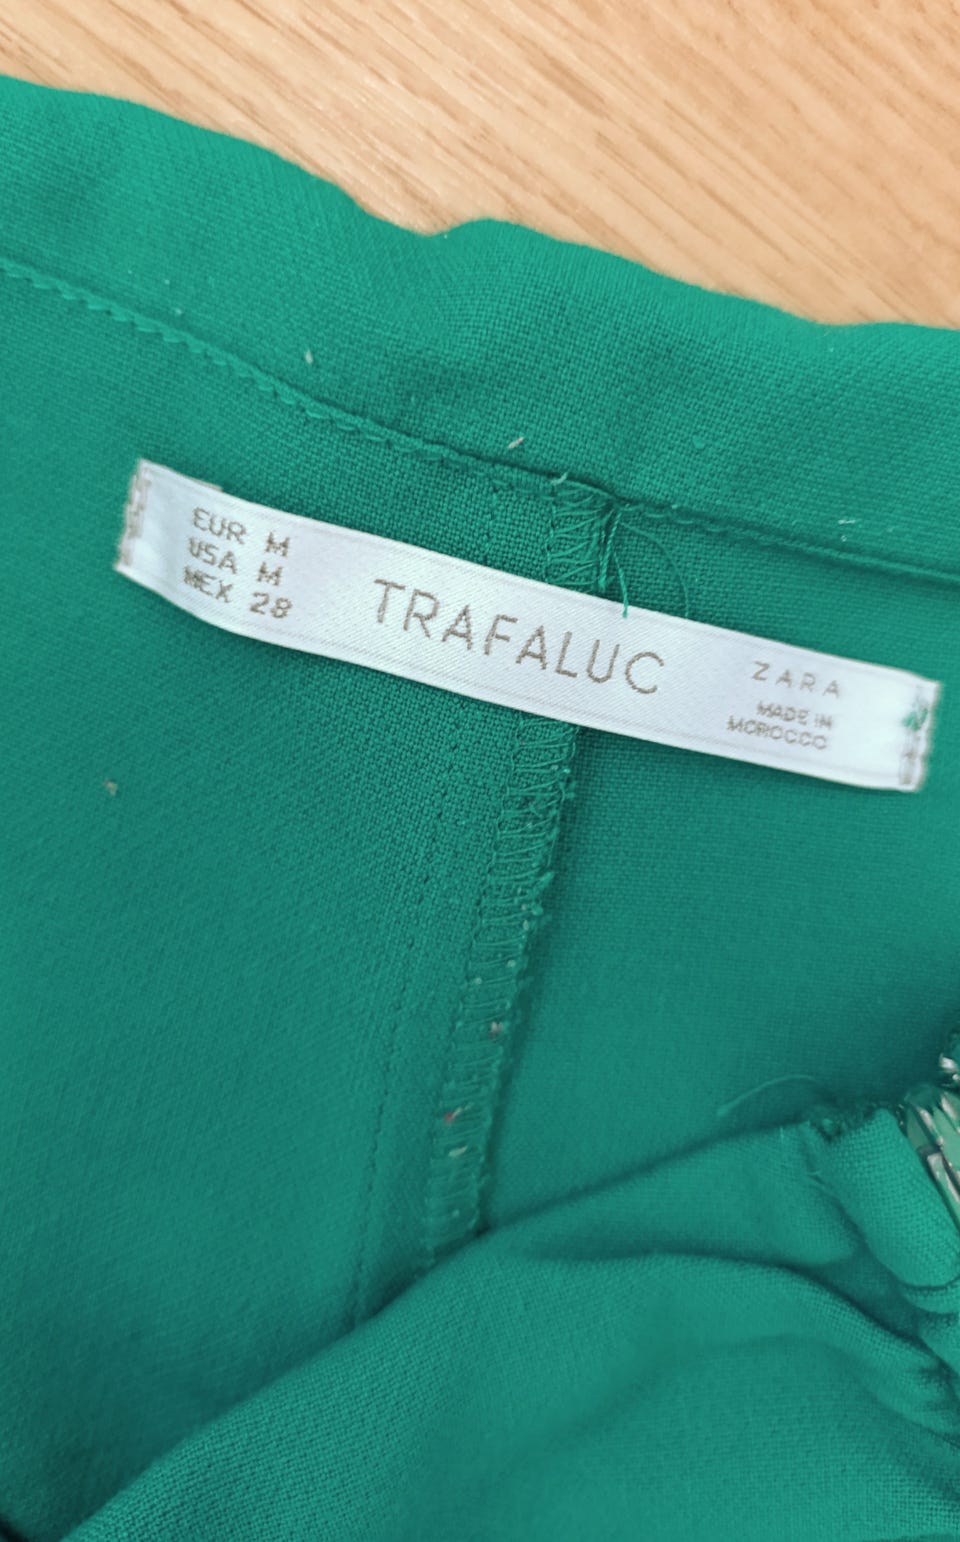 EUR M
USA M
MEX 28
TRAFALUC
ZARA
MADE IN
MOROCCO